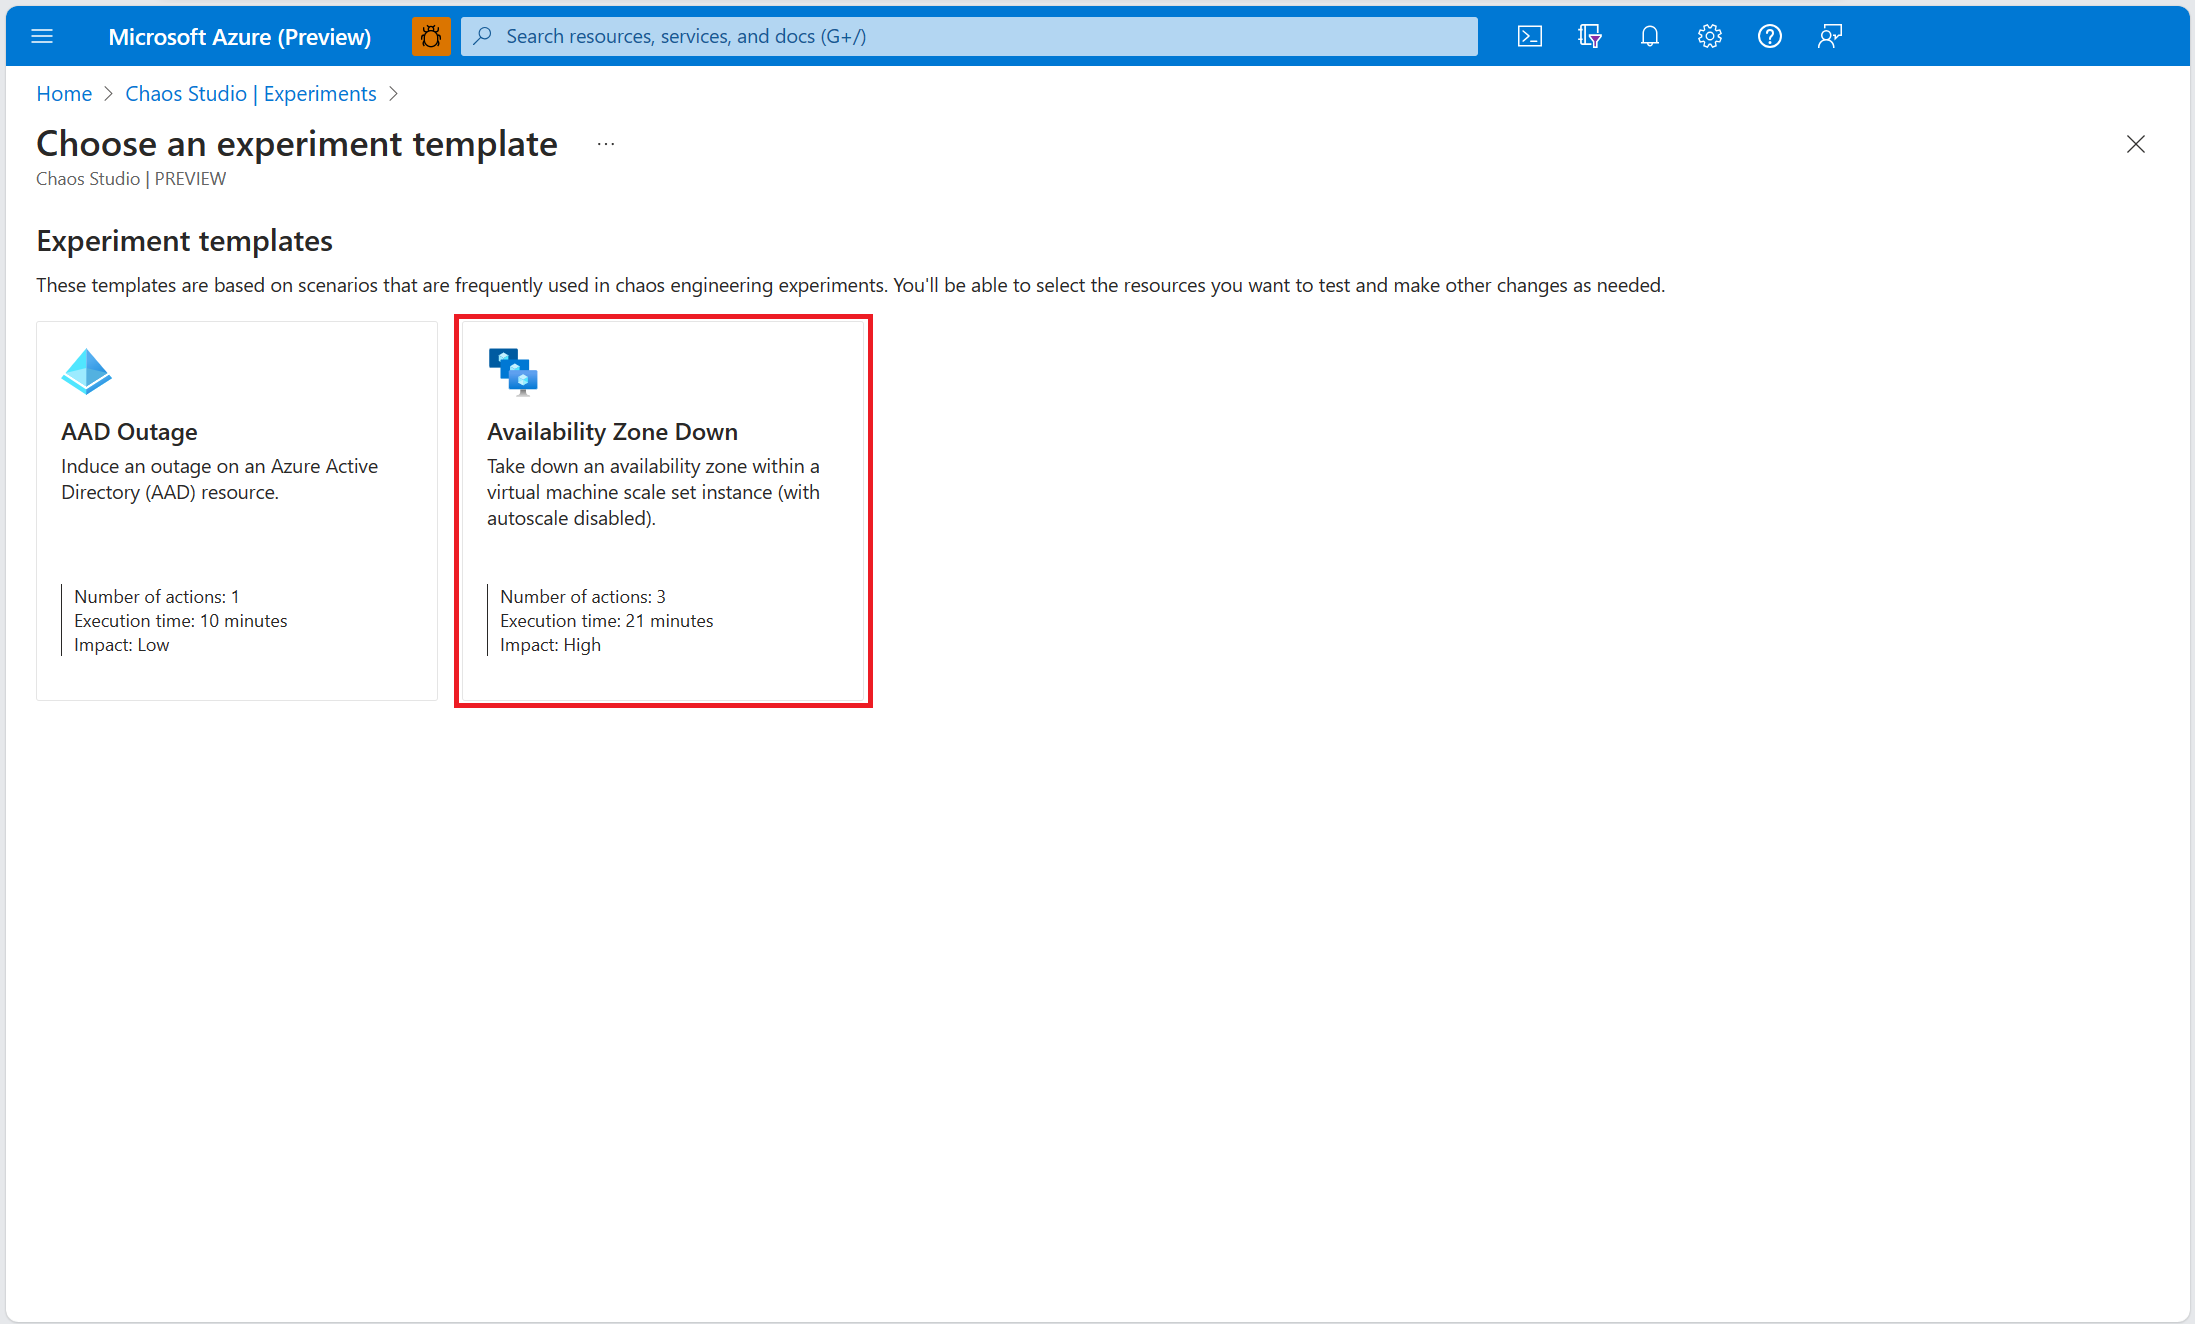 Microsoft Azure (Preview)
Search resources, services, and docs (G+/)
Home
Chaos Studio | Experiments
Choose an experiment template
Chaos Studio | PREVIEW
Experiment templates
These templates are based on scenarios that are frequently used in chaos engineering experiments. You'll be able to select the resources you want to test and make other changes as needed.
AAD Outage
Induce an outage on an Azure Active
Directory (AAD) resource.
Number of actions: 1
Execution time: 10 minutes
Impact: Low
Availability Zone Down
Take down an availability zone within a
virtual machine scale set instance (with
autoscale disabled).
Number of actions: 3
Execution time: 21 minutes
Impact: High